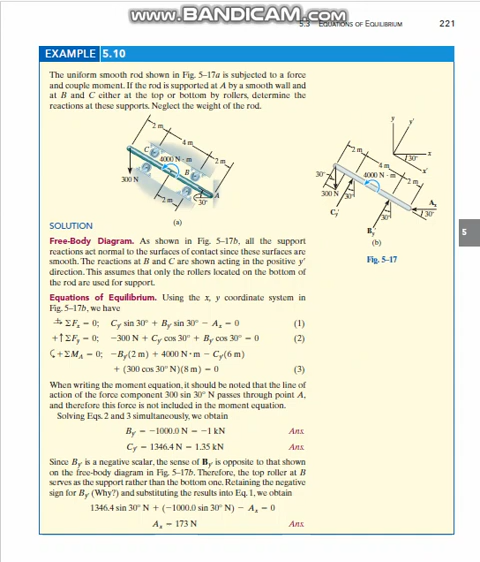 www.BANDICAM.com
5.3 EQUATIONS OF EQUILIBRIUM 221
EXAMPLE 5.10
The uniform smooth rod shown in Fig. 5–17a is subjected to a force
and couple moment. If the rod is supported at A by a smooth wall and
at B and C either at the top or bottom by rollers, determine the
reactions at these supports. Neglect the weight of the rod.
2 m
4 m
C
4000 N · m
2 m
B
300 N
2 m
A
30°
(a)
y
y'
x
30°
x'
2 m
4 m
30°
4000 N · m
2 m
300 N
30°
Cy'
30°
By'
Ax
30°
(b)
Fig. 5–17
5
SOLUTION
Free-Body Diagram. As shown in Fig. 5–17b, all the support
reactions act normal to the surfaces of contact since these surfaces are
smooth. The reactions at B and C are shown acting in the positive y'
direction. This assumes that only the rollers located on the bottom of
the rod are used for support.
Equations of Equilibrium. Using the x, y coordinate system in
Fig. 5–17b, we have
→+ ΣFx = 0; Cy' sin 30° + By' sin 30° − Ax = 0 (1)
+↑ΣFy = 0; −300 N + Cy' cos 30° + By' cos 30° = 0 (2)
↺+ΣMA = 0; −By'(2 m) + 4000 N·m − Cy'(6 m)
+ (300 cos 30° N)(8 m) = 0 (3)
When writing the moment equation, it should be noted that the line of
action of the force component 300 sin 30° N passes through point A,
and therefore this force is not included in the moment equation.
Solving Eqs. 2 and 3 simultaneously, we obtain
By' = −1000.0 N = −1 kN Ans.
Cy' = 1346.4 N = 1.35 kN Ans.
Since By' is a negative scalar, the sense of By' is opposite to that shown
on the free-body diagram in Fig. 5–17b. Therefore, the top roller at B
serves as the support rather than the bottom one. Retaining the negative
sign for By' (Why?) and substituting the results into Eq. 1, we obtain
1346.4 sin 30° N + (−1000.0 sin 30° N) − Ax = 0
Ax = 173 N Ans.